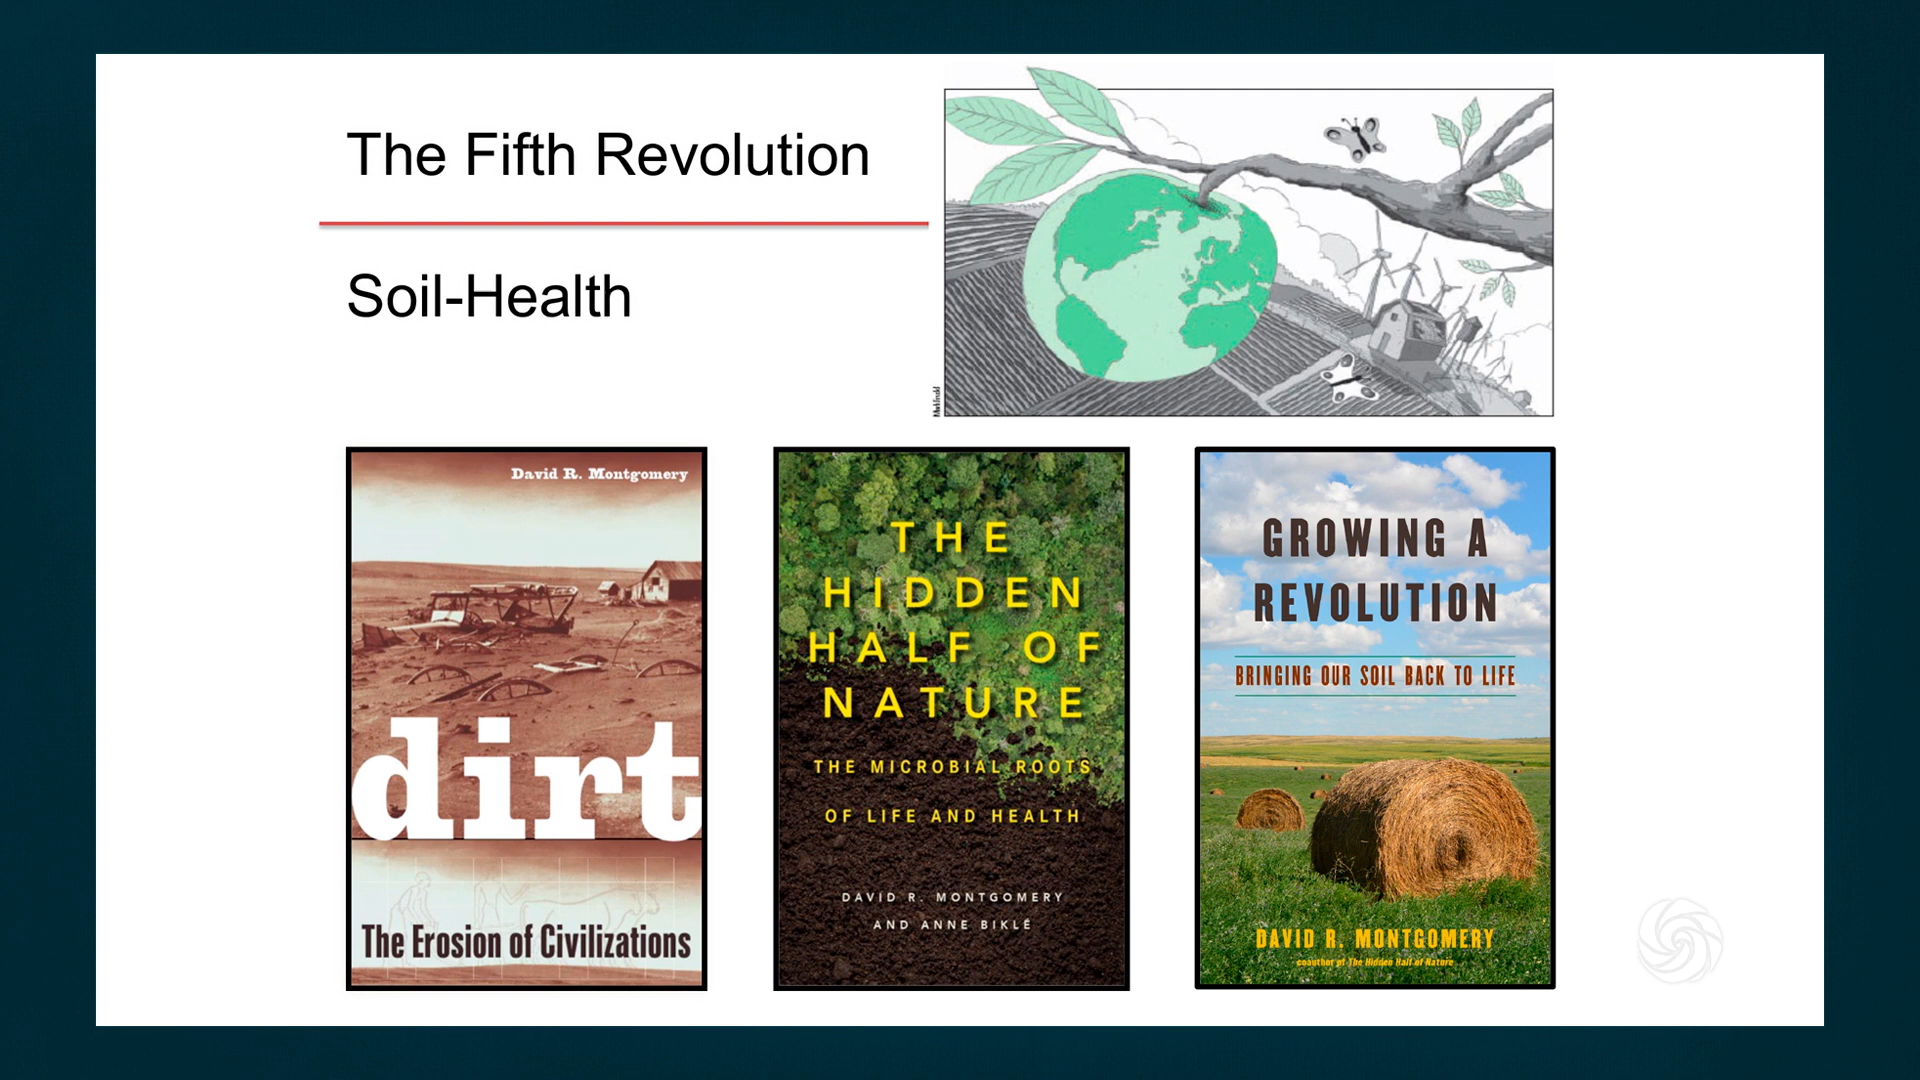 The Fifth Revolution
Soil-Health
David R. Montgomery
dirt
The Erosion of Civilizations
THE
HIDDEN
HALF OF
NATURE
THE MICROBIAL ROOTS
OF LIFE AND HEALTH
DAVID R. MONTGOMERY
AND ANNE BIKLÉ
GROWING A
REVOLUTION
BRINGING OUR SOIL BACK TO LIFE
DAVID R. MONTGOMERY
coauthor of The Hidden Half of Nature